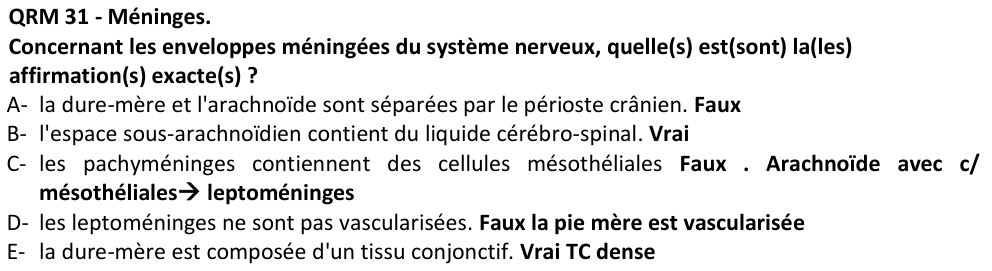 QRM 31 - Méninges.
Concernant les enveloppes méningées du système nerveux, quelle(s) est(sont) la(les)
affirmation(s) exacte(s) ?
A- la dure-mère et l'arachnoïde sont séparées par le périoste crânien. Faux
B- l'espace sous-arachnoïdien contient du liquide cérébro-spinal. Vrai
C- les pachyméninges contiennent des cellules mésothéliales Faux . Arachnoïde avec c/
mésothéliales→ leptoméninges
D- les leptoméninges ne sont pas vascularisées. Faux la pie mère est vascularisée
E- la dure-mère est composée d'un tissu conjonctif. Vrai TC dense